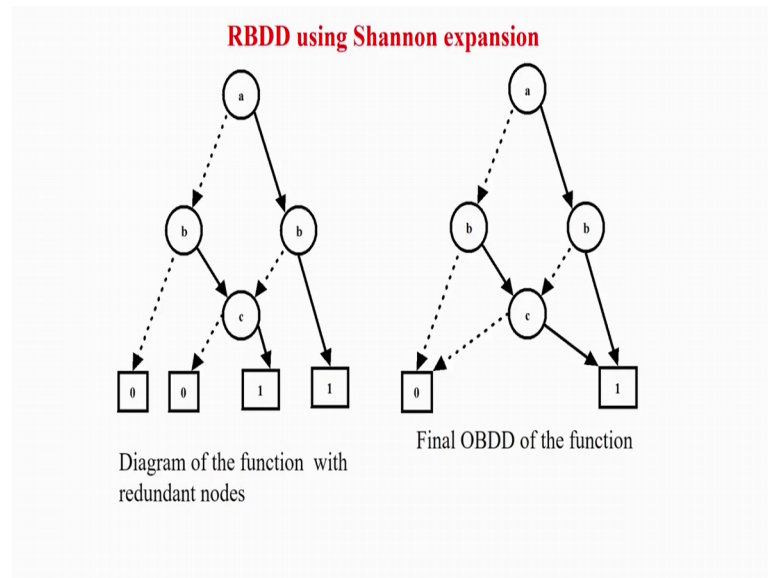 RBDD using Shannon expansion
a
a
b
b
b
b
c
c
0
0
1
1
0
1
Diagram of the function with
redundant nodes
Final OBDD of the function